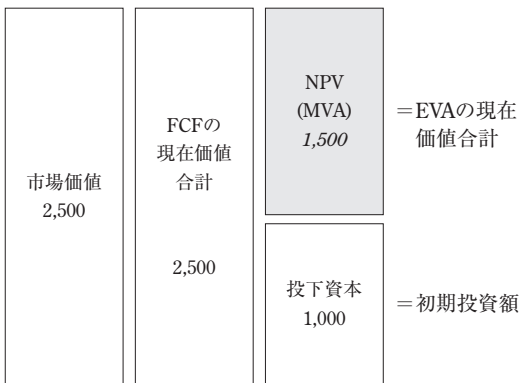 市場価値
2,500
FCFの
現在価値
合計
2,500
NPV
(MVA)
1,500
＝EVAの現在
価値合計
投下資本
1,000
＝初期投資額